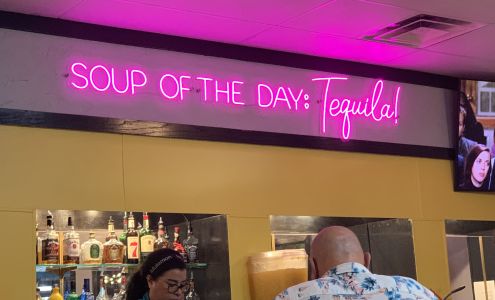 SOUP OF THE DAY: Tequila!